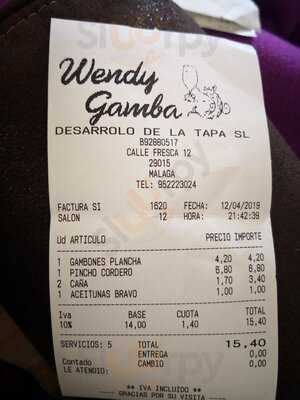 Wendy
Gamba
DESARROLO DE LA TAPA SL
B92880517
CALLE FRESCA 12
29015
MALAGA
TEL: 952223024
FACTURA SI 1620 FECHA: 12/04/2019
SALON 12 HORA: 21:42:39
Ud ARTICULO PRECIO IMPORTE
1 GAMBONES PLANCHA 4,20 4,20
1 PINCHO CORDERO 6,80 6,80
2 CAÑA 1,70 3,40
1 ACEITUNAS BRAVO 1,00 1,00
Iva BASE CUOTA TOTAL
10% 14,00 1,40 15,40
SERVICIOS: 5 TOTAL 15,40
ENTREGA 0,00
Contado CAMBIO 0,00
LE ATENDIO:
** IVA INCLUIDO **
---- GRACIAS POR SU VISITA ----